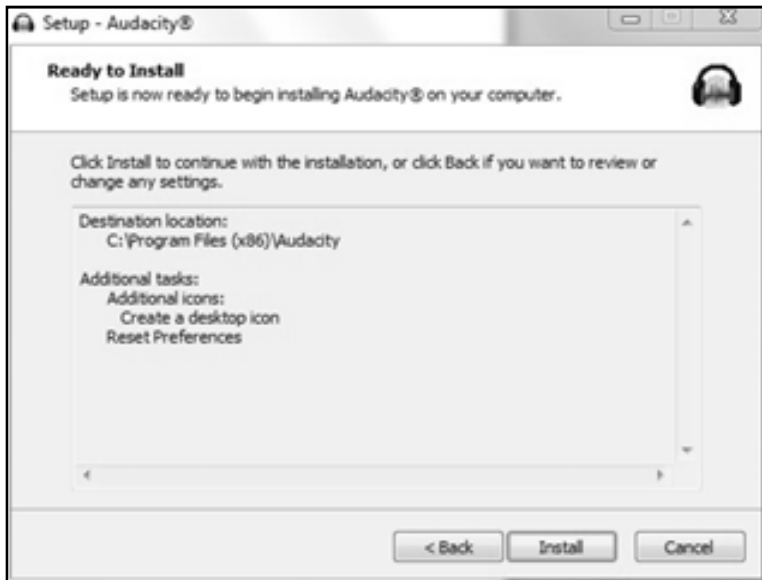 Setup - Audacity®
Ready to Install
Setup is now ready to begin installing Audacity® on your computer.
Click Install to continue with the installation, or click Back if you want to review or
change any settings.
Destination location:
C:\Program Files (x86)\Audacity
Additional tasks:
Additional icons:
Create a desktop icon
Reset Preferences
< Back Install Cancel